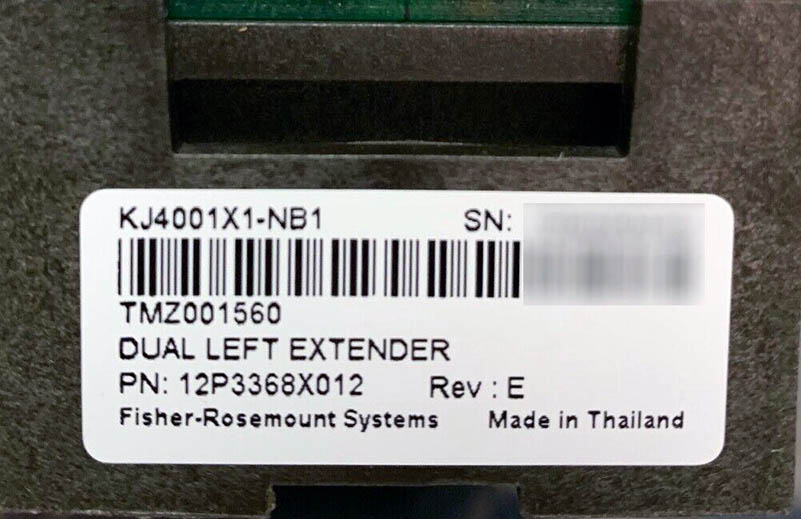 KJ4001X1-NB1 SN:
TMZ001560
DUAL LEFT EXTENDER
PN: 12P3368X012 Rev : E
Fisher-Rosemount Systems Made in Thailand